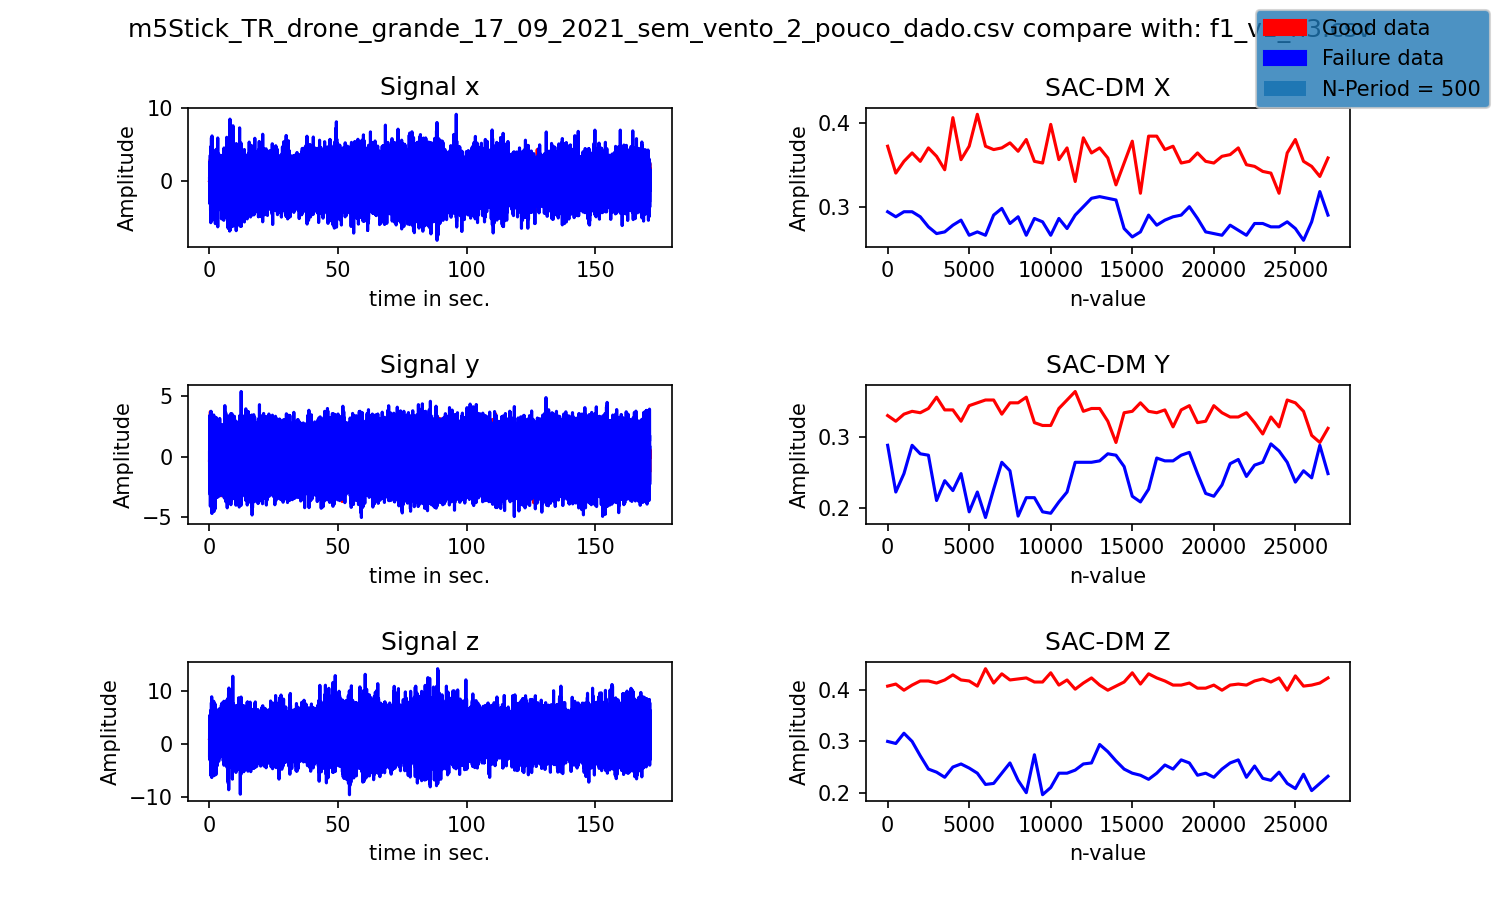 m5Stick_TR_drone_grande_17_09_2021_sem_vento_2_pouco_dado.csv compare with:
Good data
Failure data
N-Period = 500
Signal x
10
0
Amplitude
0 50 100 150
time in sec.
SAC-DM X
0.4
0.3
Amplitude
0 5000 10000 15000 20000 25000
n-value
Signal y
5
0
−5
Amplitude
0 50 100 150
time in sec.
SAC-DM Y
0.3
0.2
Amplitude
0 5000 10000 15000 20000 25000
n-value
Signal z
10
0
−10
Amplitude
0 50 100 150
time in sec.
SAC-DM Z
0.4
0.3
0.2
Amplitude
0 5000 10000 15000 20000 25000
n-value